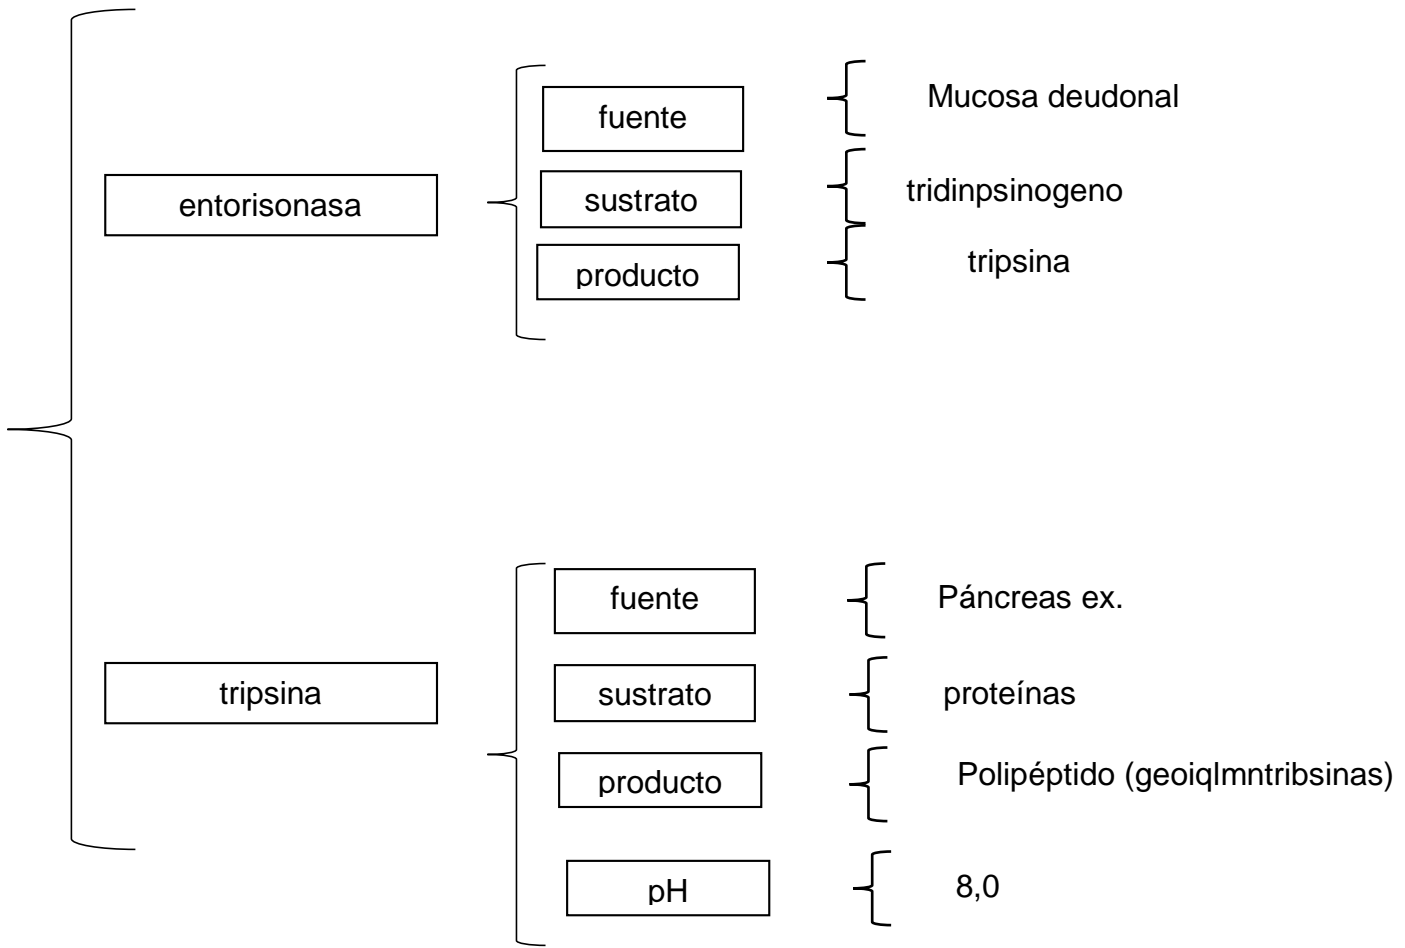 entorisonasa
fuente
Mucosa deudonal
sustrato
tridinpsinogeno
producto
tripsina
tripsina
fuente
Páncreas ex.
sustrato
proteínas
producto
Polipéptido (geoiqlmntribsinas)
pH
8,0